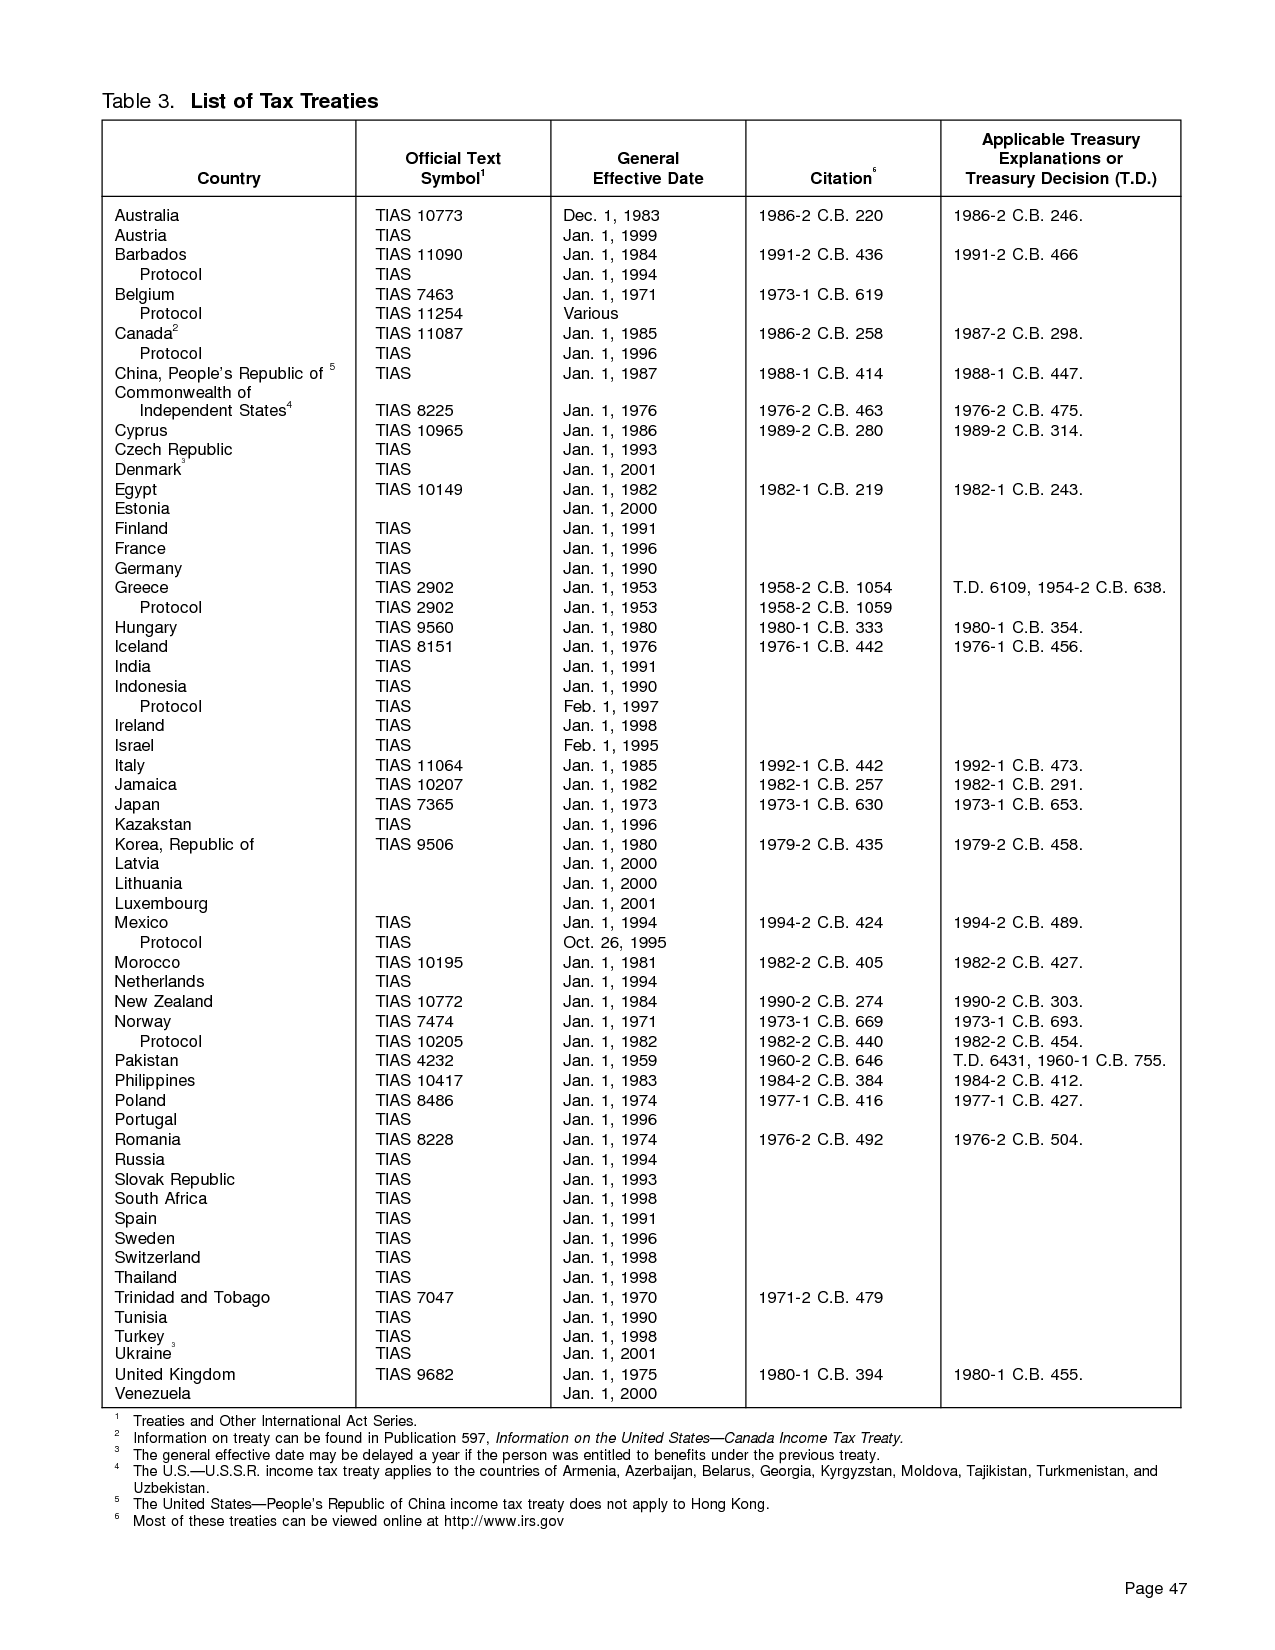 Table 3. List of Tax Treaties
Country
Official Text
Symbol1
General
Effective Date
Citation6
Applicable Treasury
Explanations or
Treasury Decision (T.D.)
Australia TIAS 10773 Dec. 1, 1983 1986-2 C.B. 220 1986-2 C.B. 246.
Austria TIAS Jan. 1, 1999
Barbados TIAS 11090 Jan. 1, 1984 1991-2 C.B. 436 1991-2 C.B. 466
Protocol TIAS Jan. 1, 1994
Belgium TIAS 7463 Jan. 1, 1971 1973-1 C.B. 619
Protocol TIAS 11254 Various
Canada2 TIAS 11087 Jan. 1, 1985 1986-2 C.B. 258 1987-2 C.B. 298.
Protocol TIAS Jan. 1, 1996
China, People's Republic of 5 TIAS Jan. 1, 1987 1988-1 C.B. 414 1988-1 C.B. 447.
Commonwealth of
Independent States4 TIAS 8225 Jan. 1, 1976 1976-2 C.B. 463 1976-2 C.B. 475.
Cyprus TIAS 10965 Jan. 1, 1986 1989-2 C.B. 280 1989-2 C.B. 314.
Czech Republic TIAS Jan. 1, 1993
Denmark3 TIAS Jan. 1, 2001
Egypt TIAS 10149 Jan. 1, 1982 1982-1 C.B. 219 1982-1 C.B. 243.
Estonia Jan. 1, 2000
Finland TIAS Jan. 1, 1991
France TIAS Jan. 1, 1996
Germany TIAS Jan. 1, 1990
Greece TIAS 2902 Jan. 1, 1953 1958-2 C.B. 1054 T.D. 6109, 1954-2 C.B. 638.
Protocol TIAS 2902 Jan. 1, 1953 1958-2 C.B. 1059
Hungary TIAS 9560 Jan. 1, 1980 1980-1 C.B. 333 1980-1 C.B. 354.
Iceland TIAS 8151 Jan. 1, 1976 1976-1 C.B. 442 1976-1 C.B. 456.
India TIAS Jan. 1, 1991
Indonesia TIAS Jan. 1, 1990
Protocol TIAS Feb. 1, 1997
Ireland TIAS Jan. 1, 1998
Israel TIAS Feb. 1, 1995
Italy TIAS 11064 Jan. 1, 1985 1992-1 C.B. 442 1992-1 C.B. 473.
Jamaica TIAS 10207 Jan. 1, 1982 1982-1 C.B. 257 1982-1 C.B. 291.
Japan TIAS 7365 Jan. 1, 1973 1973-1 C.B. 630 1973-1 C.B. 653.
Kazakstan TIAS Jan. 1, 1996
Korea, Republic of TIAS 9506 Jan. 1, 1980 1979-2 C.B. 435 1979-2 C.B. 458.
Latvia Jan. 1, 2000
Lithuania Jan. 1, 2000
Luxembourg Jan. 1, 2001
Mexico TIAS Jan. 1, 1994 1994-2 C.B. 424 1994-2 C.B. 489.
Protocol TIAS Oct. 26, 1995
Morocco TIAS 10195 Jan. 1, 1981 1982-2 C.B. 405 1982-2 C.B. 427.
Netherlands TIAS Jan. 1, 1994
New Zealand TIAS 10772 Jan. 1, 1984 1990-2 C.B. 274 1990-2 C.B. 303.
Norway TIAS 7474 Jan. 1, 1971 1973-1 C.B. 669 1973-1 C.B. 693.
Protocol TIAS 10205 Jan. 1, 1982 1982-2 C.B. 440 1982-2 C.B. 454.
Pakistan TIAS 4232 Jan. 1, 1959 1960-2 C.B. 646 T.D. 6431, 1960-1 C.B. 755.
Philippines TIAS 10417 Jan. 1, 1983 1984-2 C.B. 384 1984-2 C.B. 412.
Poland TIAS 8486 Jan. 1, 1974 1977-1 C.B. 416 1977-1 C.B. 427.
Portugal TIAS Jan. 1, 1996
Romania TIAS 8228 Jan. 1, 1974 1976-2 C.B. 492 1976-2 C.B. 504.
Russia TIAS Jan. 1, 1994
Slovak Republic TIAS Jan. 1, 1993
South Africa TIAS Jan. 1, 1998
Spain TIAS Jan. 1, 1991
Sweden TIAS Jan. 1, 1996
Switzerland TIAS Jan. 1, 1998
Thailand TIAS Jan. 1, 1998
Trinidad and Tobago TIAS 7047 Jan. 1, 1970 1971-2 C.B. 479
Tunisia TIAS Jan. 1, 1990
Turkey TIAS Jan. 1, 1998
Ukraine3 TIAS Jan. 1, 2001
United Kingdom TIAS 9682 Jan. 1, 1975 1980-1 C.B. 394 1980-1 C.B. 455.
Venezuela Jan. 1, 2000
1 Treaties and Other International Act Series.
2 Information on treaty can be found in Publication 597, Information on the United States—Canada Income Tax Treaty.
3 The general effective date may be delayed a year if the person was entitled to benefits under the previous treaty.
4 The U.S.—U.S.S.R. income tax treaty applies to the countries of Armenia, Azerbaijan, Belarus, Georgia, Kyrgyzstan, Moldova, Tajikistan, Turkmenistan, and
Uzbekistan.
5 The United States—People's Republic of China income tax treaty does not apply to Hong Kong.
6 Most of these treaties can be viewed online at http://www.irs.gov
Page 47